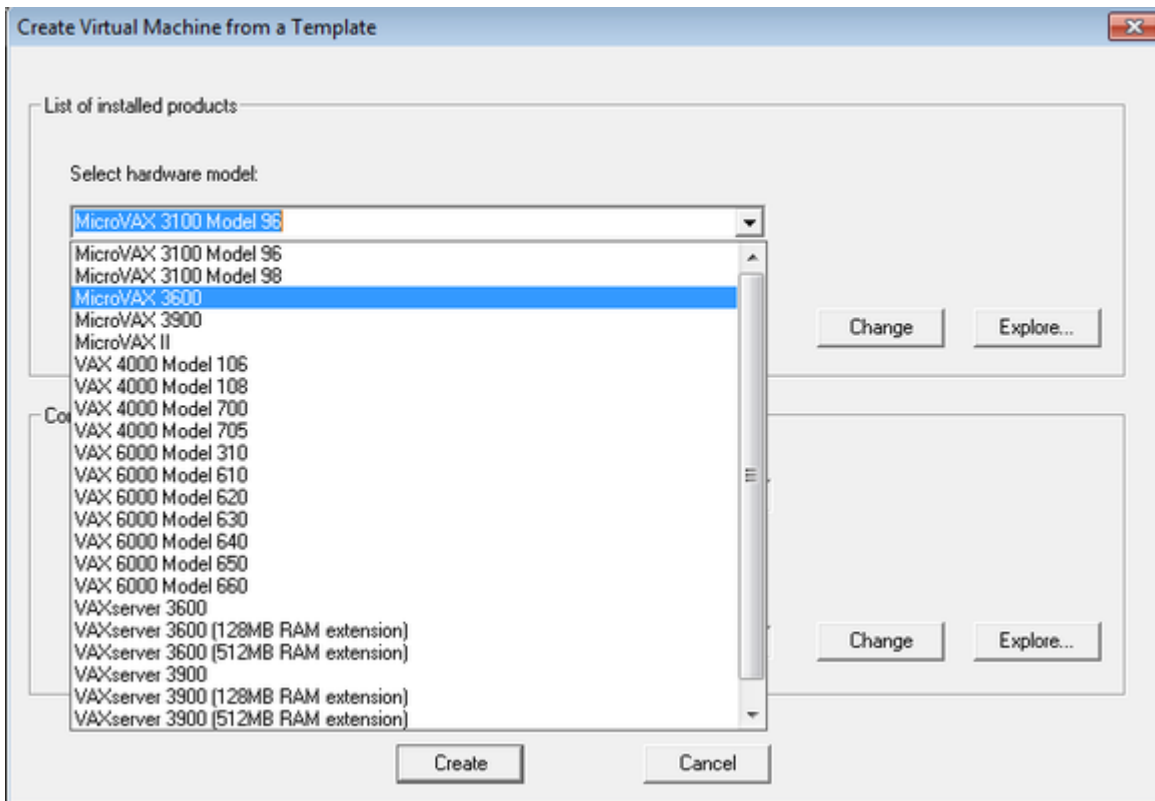 Create Virtual Machine from a Template
List of installed products
Select hardware model:
MicroVAX 3100 Model 96
MicroVAX 3100 Model 96
MicroVAX 3100 Model 98
MicroVAX 3600
MicroVAX 3900
MicroVAX II
VAX 4000 Model 106
VAX 4000 Model 108
VAX 4000 Model 700
VAX 4000 Model 705
VAX 6000 Model 310
VAX 6000 Model 610
VAX 6000 Model 620
VAX 6000 Model 630
VAX 6000 Model 640
VAX 6000 Model 650
VAX 6000 Model 660
VAXserver 3600
VAXserver 3600 (128MB RAM extension)
VAXserver 3600 (512MB RAM extension)
VAXserver 3900
VAXserver 3900 (128MB RAM extension)
VAXserver 3900 (512MB RAM extension)
Change Explore...
Change Explore...
Create Cancel